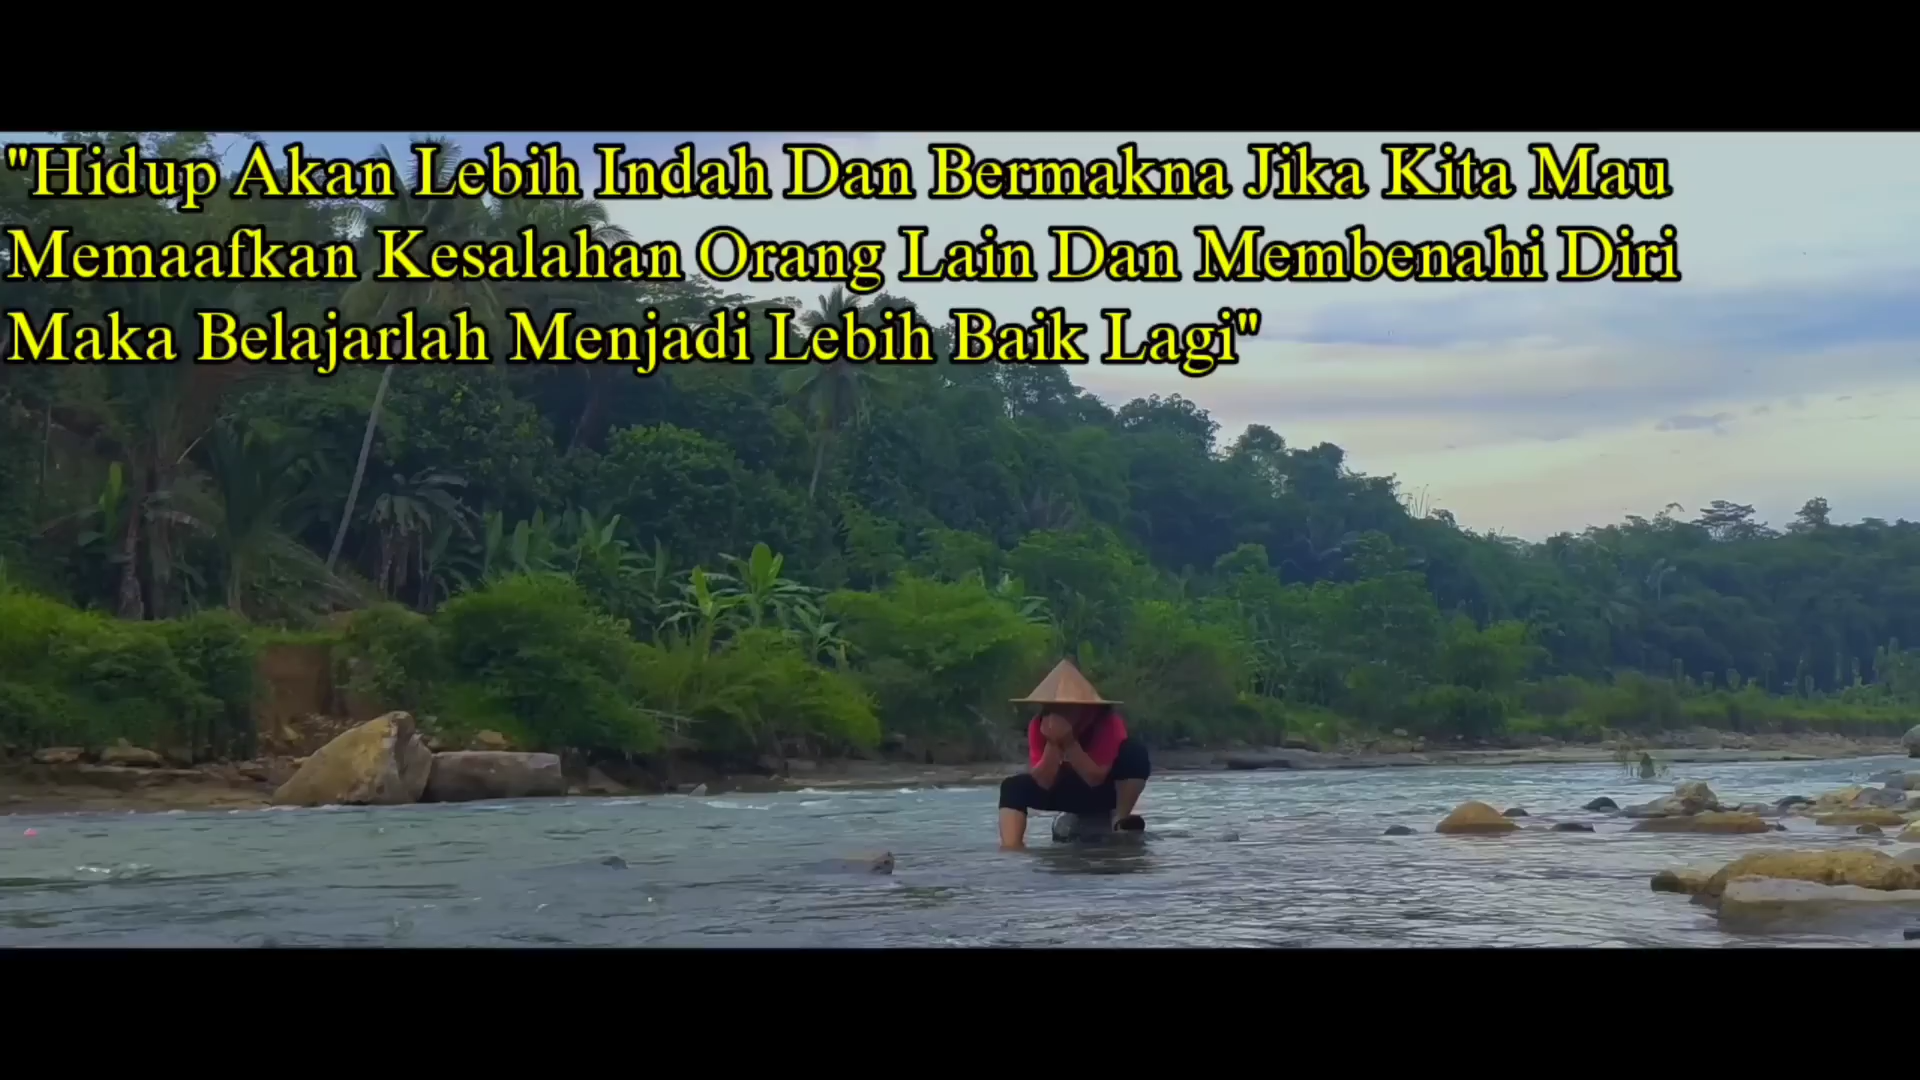 "Hidup Akan Lebih Indah Dan Bermakna Jika Kita Mau
Memaafkan Kesalahan Orang Lain Dan Membenahi Diri
Maka Belajarlah Menjadi Lebih Baik Lagi"